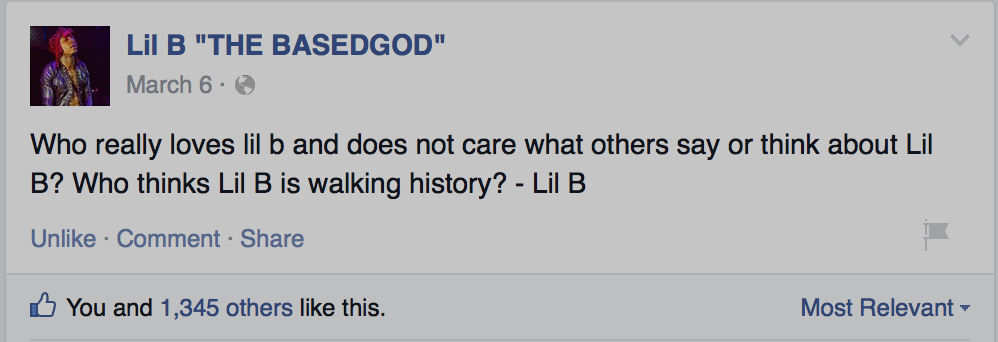 Lil B "THE BASEDGOD"
March 6 ·
Who really loves lil b and does not care what others say or think about Lil
B? Who thinks Lil B is walking history? - Lil B
Unlike · Comment · Share
You and 1,345 others like this. Most Relevant